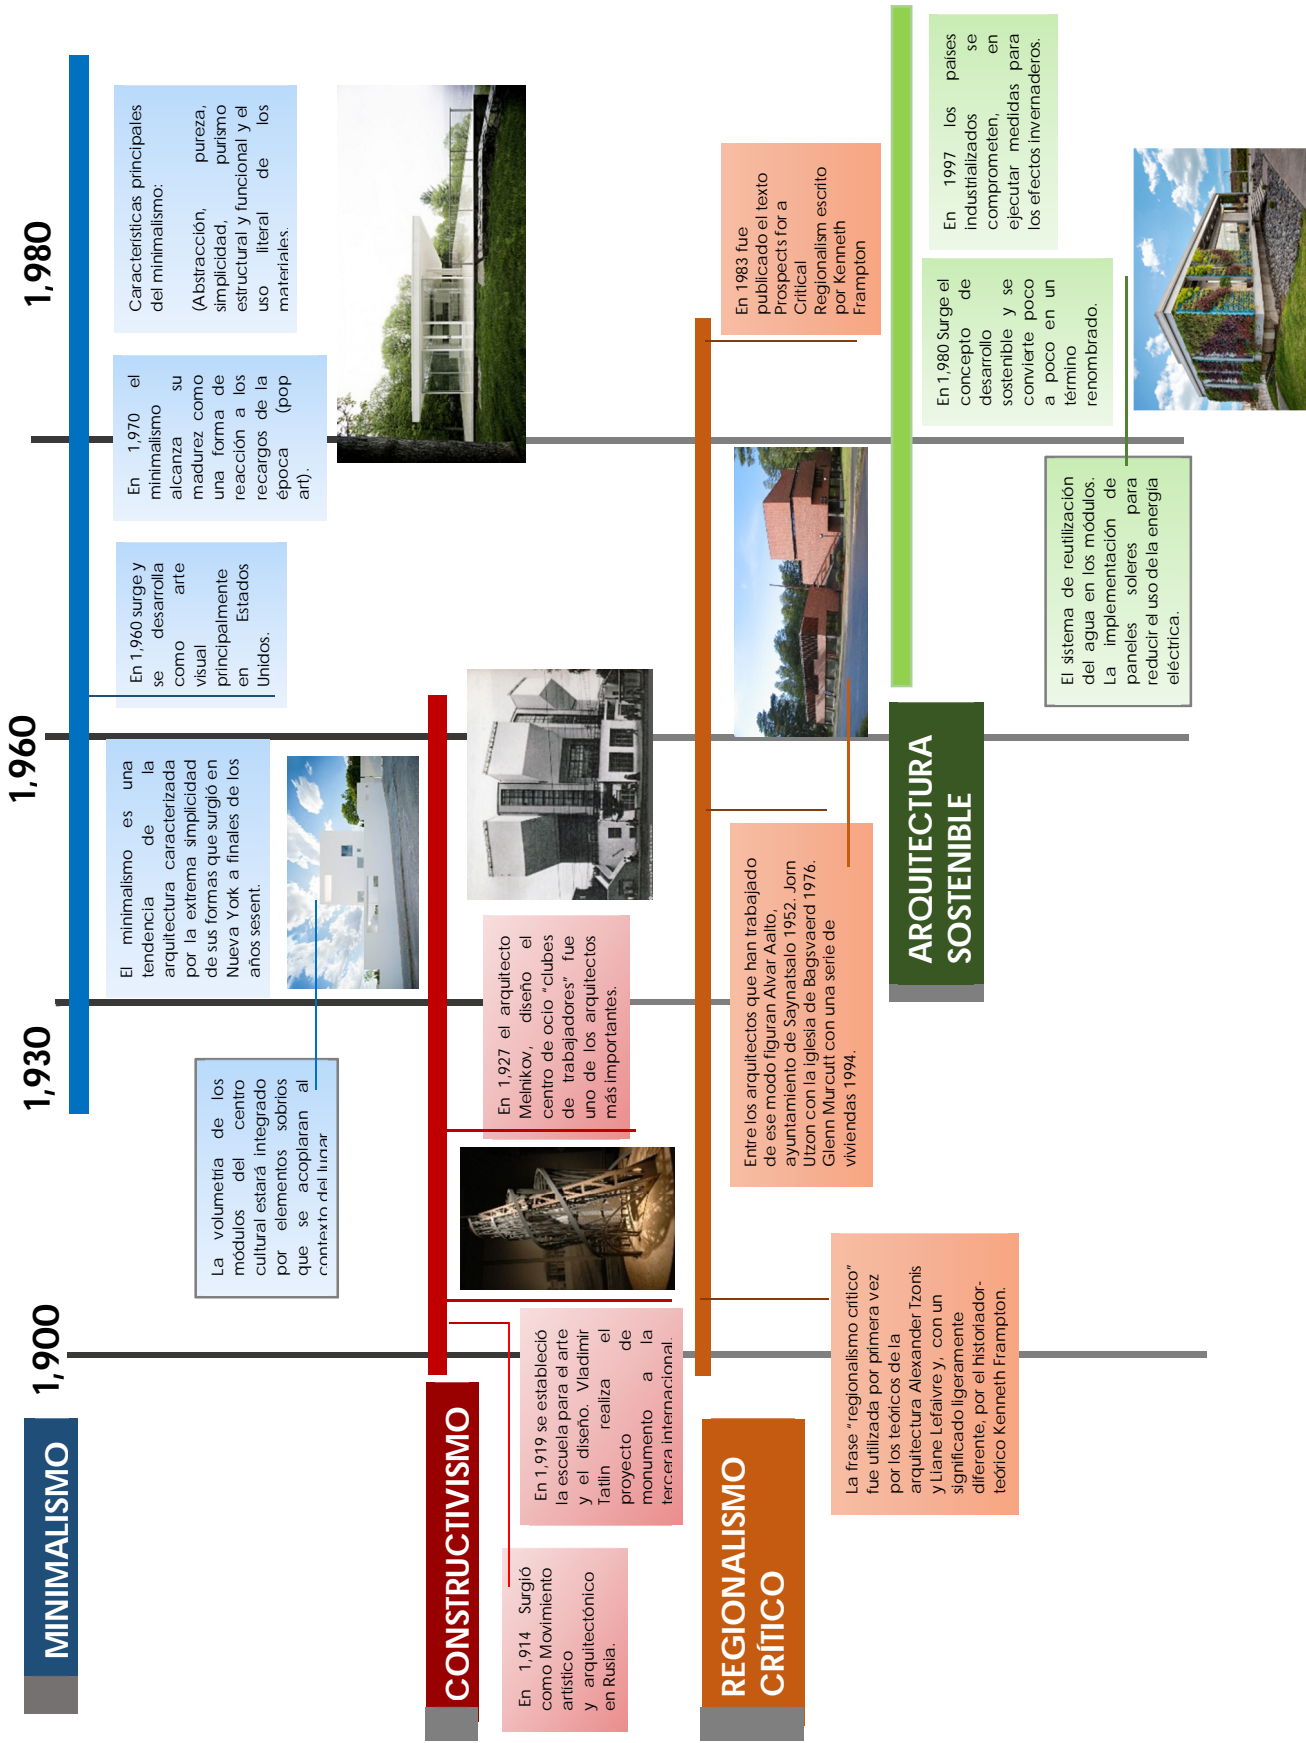 1,900
1,930
1,960
1,980
MINIMALISMO
La volumetría de los
módulos del centro
cultural estará integrado
por elementos sobrios
que se acoplaran al
contexto del lugar
El minimalismo es una
tendencia de la
arquitectura caracterizada
por la extrema simplicidad
de sus formas que surgió en
Nueva York a finales de los
años sesent.
En 1,960 surge y
se desarrolla
como arte
visual
principalmente
en Estados
Unidos.
En 1,970 el
minimalismo
alcanza su
madurez como
una forma de
reacción a los
recargos de la
época (pop
art).
Características principales
del minimalismo:
(Abstracción, pureza,
simplicidad, purismo
estructural y funcional y el
uso literal de los
materiales.
CONSTRUCTIVISMO
En 1,914 Surgió
como Movimiento
artístico
y arquitectónico
en Rusia.
En 1,919 se estableció
la escuela para el arte
y el diseño. Vladimir
Tatlin realiza el
proyecto de
monumento a la
tercera internacional.
En 1,927 el arquitecto
Melnikov, diseño el
centro de ocio "clubes
de trabajadores" fue
uno de los arquitectos
más importantes.
REGIONALISMO
CRÍTICO
La frase "regionalismo crítico"
fue utilizada por primera vez
por los teóricos de la
arquitectura Alexander Tzonis
y Liane Lefaivre y, con un
significado ligeramente
diferente, por el historiador-
teórico Kenneth Frampton.
Entre los arquitectos que han trabajado
de ese modo figuran Alvar Aalto,
ayuntamiento de Saynatsalo 1952. Jorn
Utzon con la iglesia de Bagsvaerd 1976.
Glenn Murcutt con una serie de
viviendas 1994.
En 1983 fue
publicado el texto
Prospects for a
Critical
Regionalism escrito
por Kenneth
Frampton
ARQUITECTURA
SOSTENIBLE
El sistema de reutilización
del agua en los módulos.
La implementación de
paneles soleres para
reducir el uso de la energía
eléctrica.
En 1,980 Surge el
concepto de
desarrollo
sostenible y se
convierte poco
a poco en un
término
renombrado.
En 1997 los países
industrializados se
comprometen, en
ejecutar medidas para
los efectos invernaderos.